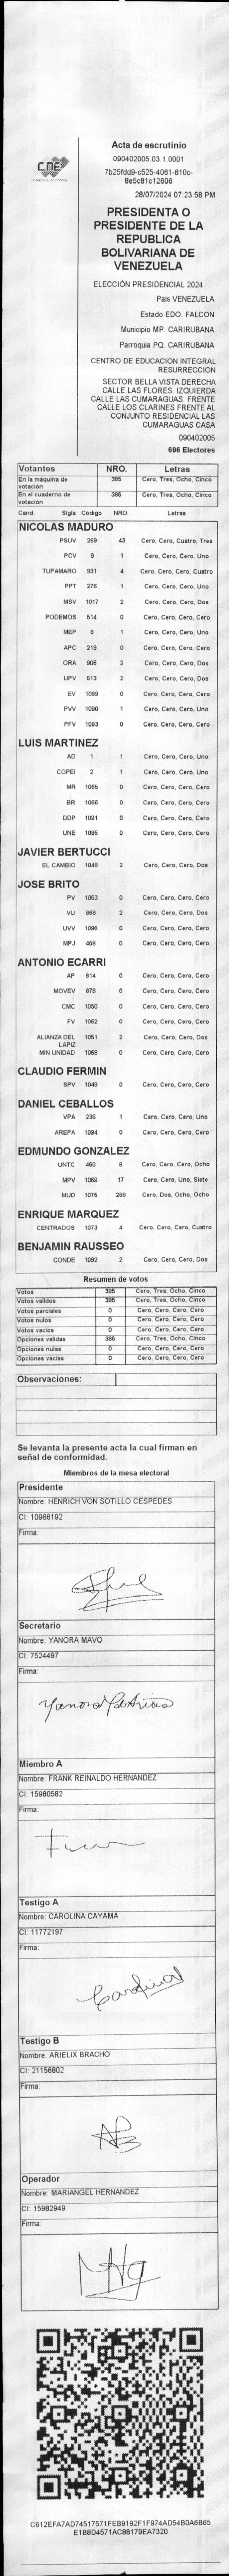 CNE
Acta de escrutinio
090402005.03.1.0001
7b25fdd9-c525-4061-810c-
8e5c81c12806
28/07/2024 07:23:58 PM
PRESIDENTA O
PRESIDENTE DE LA
REPUBLICA
BOLIVARIANA DE
VENEZUELA
ELECCIÓN PRESIDENCIAL 2024
Pais VENEZUELA
Estado EDO. FALCON
Municipio MP. CARIRUBANA
Parroquia PQ. CARIRUBANA
CENTRO DE EDUCACION INTEGRAL
RESURRECCION
SECTOR BELLA VISTA DERECHA
CALLE LAS FLORES. IZQUIERDA
CALLE LAS CUMARAGUAS. FRENTE
CALLE LOS CLARINES FRENTE AL
CONJUNTO RESIDENCIAL LAS
CUMARAGUAS CASA
090402005
696 Electores
Votantes NRO. Letras
En la máquina de votación 385 Cero, Tres, Ocho, Cinco
En el cuaderno de votación 385 Cero, Tres, Ocho, Cinco
Cand. Sigla Código NRO. Letras
NICOLAS MADURO
PSUV 269 43 Cero, Cero, Cuatro, Tres
PCV 9 1 Cero, Cero, Cero, Uno
TUPAMARO 931 4 Cero, Cero, Cero, Cuatro
PPT 276 1 Cero, Cero, Cero, Uno
MSV 1017 2 Cero, Cero, Cero, Dos
PODEMOS 514 0 Cero, Cero, Cero, Cero
MEP 6 1 Cero, Cero, Cero, Uno
APC 219 0 Cero, Cero, Cero, Cero
ORA 906 2 Cero, Cero, Cero, Dos
UPV 513 2 Cero, Cero, Cero, Dos
EV 1099 0 Cero, Cero, Cero, Cero
PVV 1090 1 Cero, Cero, Cero, Uno
PFV 1093 0 Cero, Cero, Cero, Cero
LUIS MARTINEZ
AD 1 1 Cero, Cero, Cero, Uno
COPEI 2 1 Cero, Cero, Cero, Uno
MR 1065 0 Cero, Cero, Cero, Cero
BR 1086 0 Cero, Cero, Cero, Cero
DDP 1091 0 Cero, Cero, Cero, Cero
UNE 1095 0 Cero, Cero, Cero, Cero
JAVIER BERTUCCI
EL CAMBIO 1048 2 Cero, Cero, Cero, Dos
JOSE BRITO
PV 1053 0 Cero, Cero, Cero, Cero
VU 988 2 Cero, Cero, Cero, Dos
UVV 1096 0 Cero, Cero, Cero, Cero
MPJ 458 0 Cero, Cero, Cero, Cero
ANTONIO ECARRI
AP 814 0 Cero, Cero, Cero, Cero
MOVEV 878 0 Cero, Cero, Cero, Cero
CMC 1050 0 Cero, Cero, Cero, Cero
FV 1062 0 Cero, Cero, Cero, Cero
ALIANZA DEL LAPIZ 1051 2 Cero, Cero, Cero, Dos
MIN UNIDAD 1068 0 Cero, Cero, Cero, Cero
CLAUDIO FERMIN
SPV 1049 0 Cero, Cero, Cero, Cero
DANIEL CEBALLOS
VPA 236 1 Cero, Cero, Cero, Uno
AREPA 1094 0 Cero, Cero, Cero, Cero
EDMUNDO GONZALEZ
UNTC 460 8 Cero, Cero, Cero, Ocho
MPV 1069 17 Cero, Cero, Uno, Siete
MUD 1075 288 Cero, Dos, Ocho, Ocho
ENRIQUE MARQUEZ
CENTRADOS 1073 4 Cero, Cero, Cero, Cuatro
BENJAMIN RAUSSEO
CONDE 1092 2 Cero, Cero, Cero, Dos
Resumen de votos
Votos 385 Cero, Tres, Ocho, Cinco
Votos validos 385 Cero, Tres, Ocho, Cinco
Votos parciales 0 Cero, Cero, Cero, Cero
Votos nulos 0 Cero, Cero, Cero, Cero
Votos vacios 0 Cero, Cero, Cero, Cero
Opciones validas 385 Cero, Tres, Ocho, Cinco
Opciones nulas 0 Cero, Cero, Cero, Cero
Opciones vacias 0 Cero, Cero, Cero, Cero
Observaciones:
Se levanta la presente acta la cual firman en
señal de conformidad.
Miembros de la mesa electoral
Presidente
Nombre: HENRICH VON SOTILLO CESPEDES
CI: 10966192
Firma:
Secretario
Nombre: YANORA MAVO
CI: 7524497
Firma:
Miembro A
Nombre: FRANK REINALDO HERNANDEZ
CI: 15980582
Firma:
Testigo A
Nombre: CAROLINA CAYAMA
CI: 11772197
Firma:
Carolina
Testigo B
Nombre: ARIELIX BRACHO
CI: 21156802
Firma:
Operador
Nombre: MARIANGEL HERNANDEZ
CI: 15982949
Firma:
C612EFA7AD74517571FEB9192F1F974AD54B0A6B65
E1B8D4571AC88179EA7320